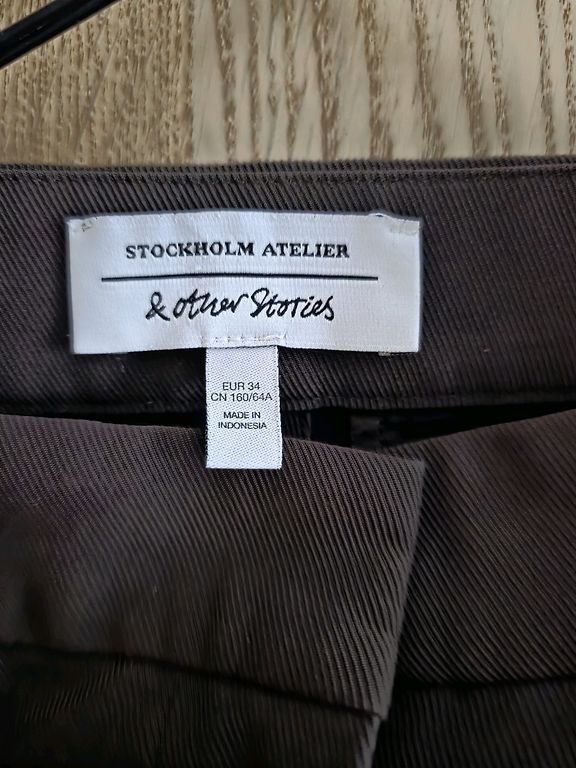 STOCKHOLM ATELIER
& other Stories
EUR 34
CN 160/64A
MADE IN
INDONESIA